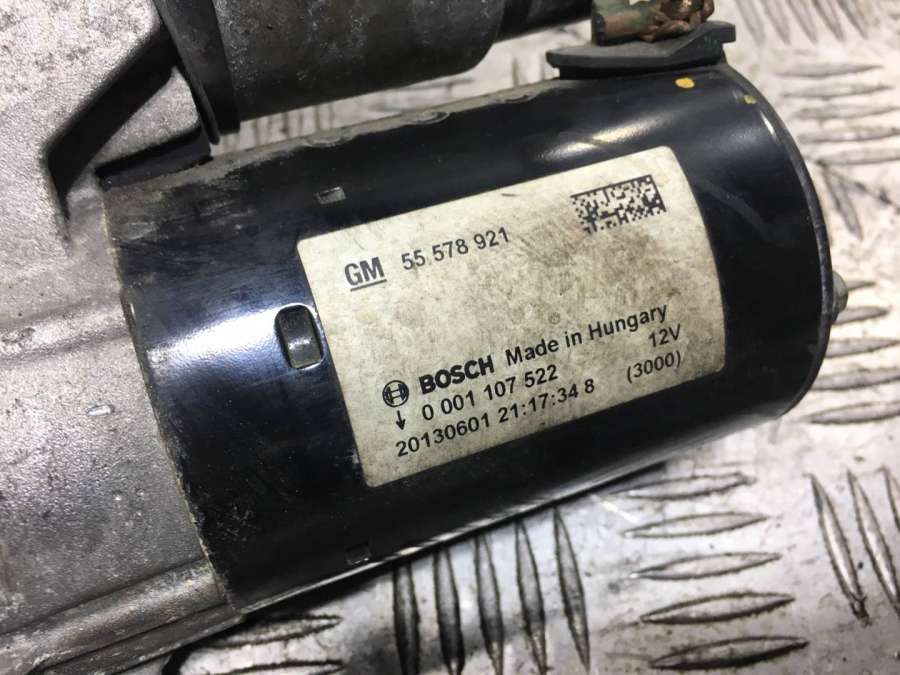 GM 55 578 921
BOSCH Made in Hungary
0 001 107 522 12V
20130601 21:17:34 8 (3000)